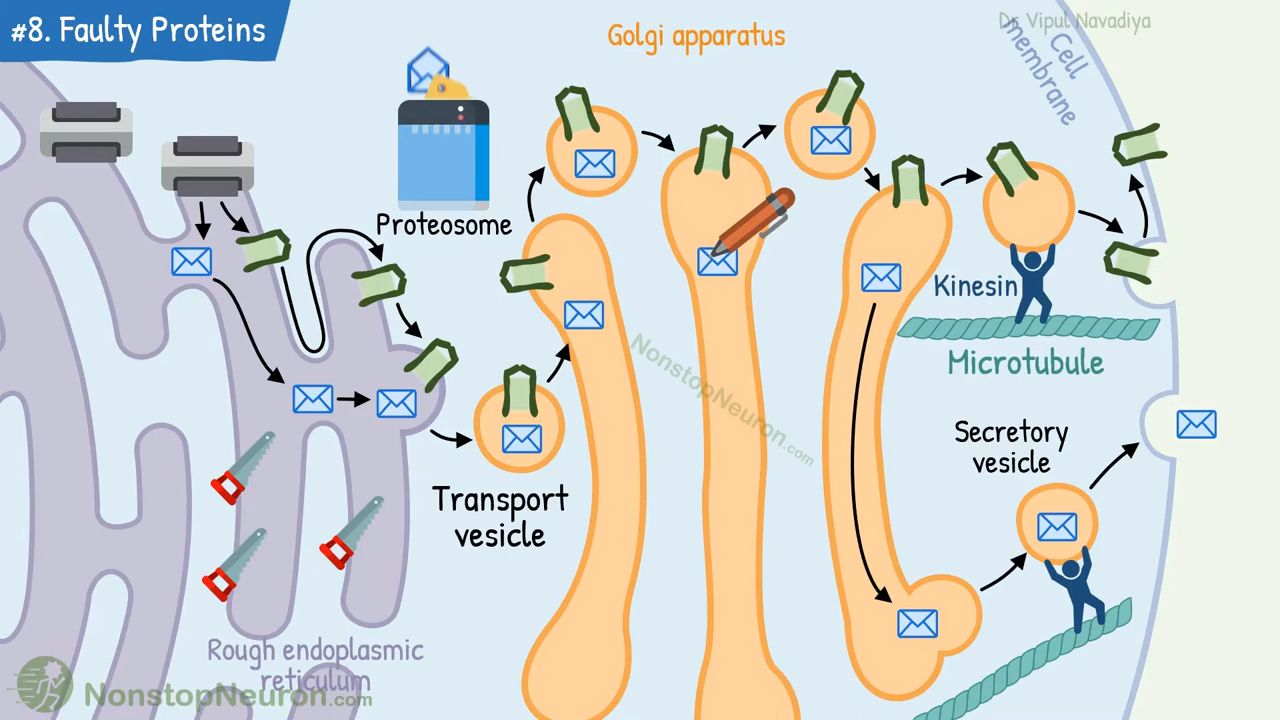 #8. Faulty Proteins
Golgi apparatus
Dr. Vipul Navadiya
Cell
membrane
Proteosome
Kinesin
Microtubule
NonstopNeuron.com
Secretory
vesicle
Transport
vesicle
Rough endoplasmic
reticulum
NonstopNeuron.com